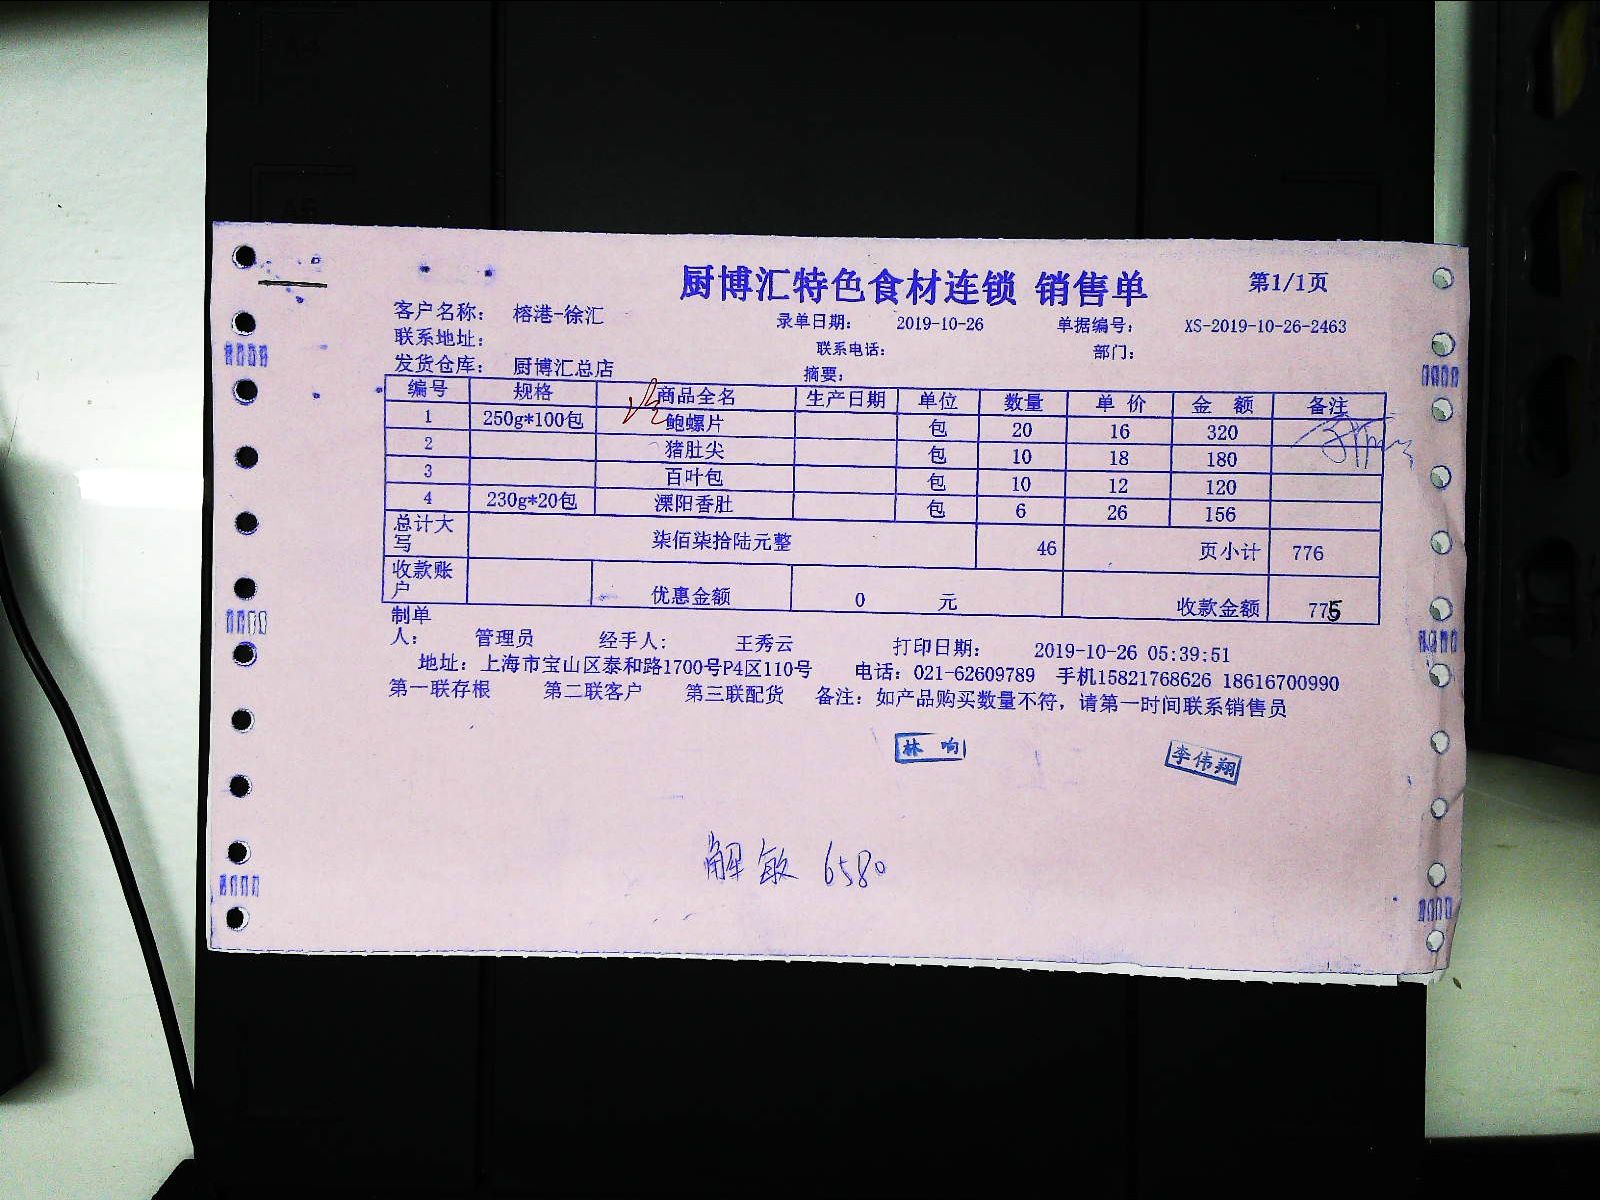 厨博汇特色食材连锁 销售单 第1/1页
客户名称： 榕港-徐汇 录单日期： 2019-10-26 单据编号： XS-2019-10-26-2463
联系地址： 联系电话： 部门：
发货仓库： 厨博汇总店 摘要：
编号 规格 商品全名 生产日期 单位 数量 单 价 金 额 备注
1 250g*100包 鲍螺片 包 20 16 320
2 猪肚尖 包 10 18 180
3 百叶包 包 10 12 120
4 230g*20包 溧阳香肚 包 6 26 156
总计大写 柒佰柒拾陆元整 46 页小计 776
收款账户 优惠金额 0 元 收款金额 775
制单人： 管理员 经手人： 王秀云 打印日期： 2019-10-26 05:39:51
地址：上海市宝山区泰和路1700号P4区110号 电话：021-62609789 手机15821768626 18616700990
第一联存根 第二联客户 第三联配货 备注：如产品购买数量不符，请第一时间联系销售员
林 响 李伟翔
解敏 6580